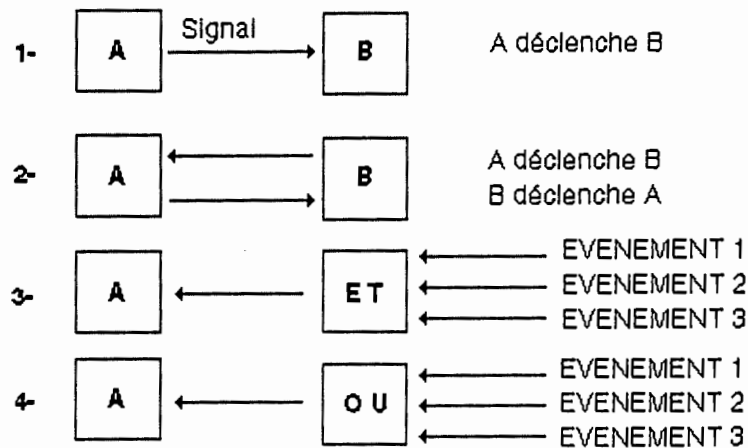 Signal
1- A B A déclenche B
2- A B A déclenche B
B déclenche A
EVENEMENT 1
3- A ET EVENEMENT 2
EVENEMENT 3
EVENEMENT 1
4- A OU EVENEMENT 2
EVENEMENT 3